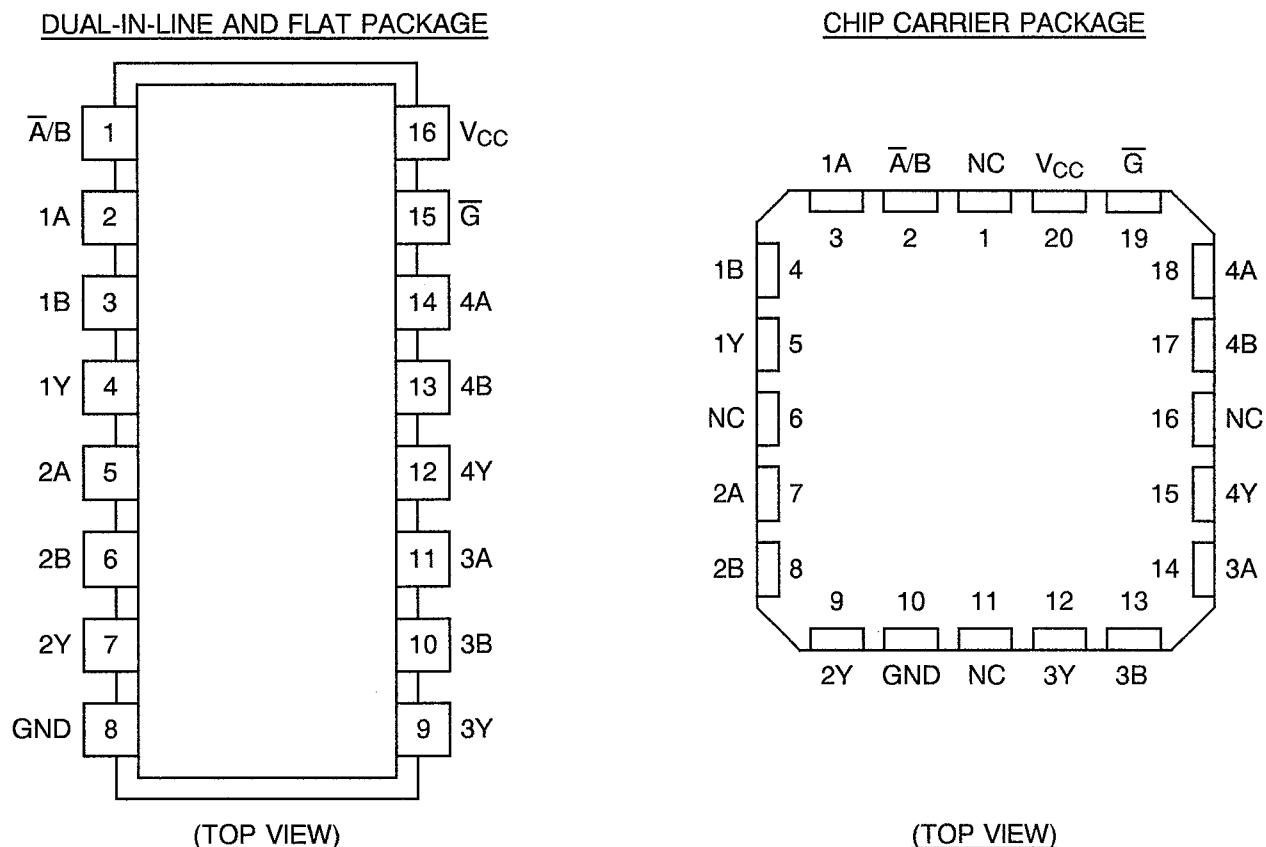 DUAL-IN-LINE AND FLAT PACKAGE
A̅/B 1 16 VCC
1A 2 15 G̅
1B 3 14 4A
1Y 4 13 4B
2A 5 12 4Y
2B 6 11 3A
2Y 7 10 3B
GND 8 9 3Y
(TOP VIEW)
CHIP CARRIER PACKAGE
1A A̅/B NC VCC G̅
3 2 1 20 19
1B 4 18 4A
1Y 5 17 4B
NC 6 16 NC
2A 7 15 4Y
2B 8 14 3A
9 10 11 12 13
2Y GND NC 3Y 3B
(TOP VIEW)